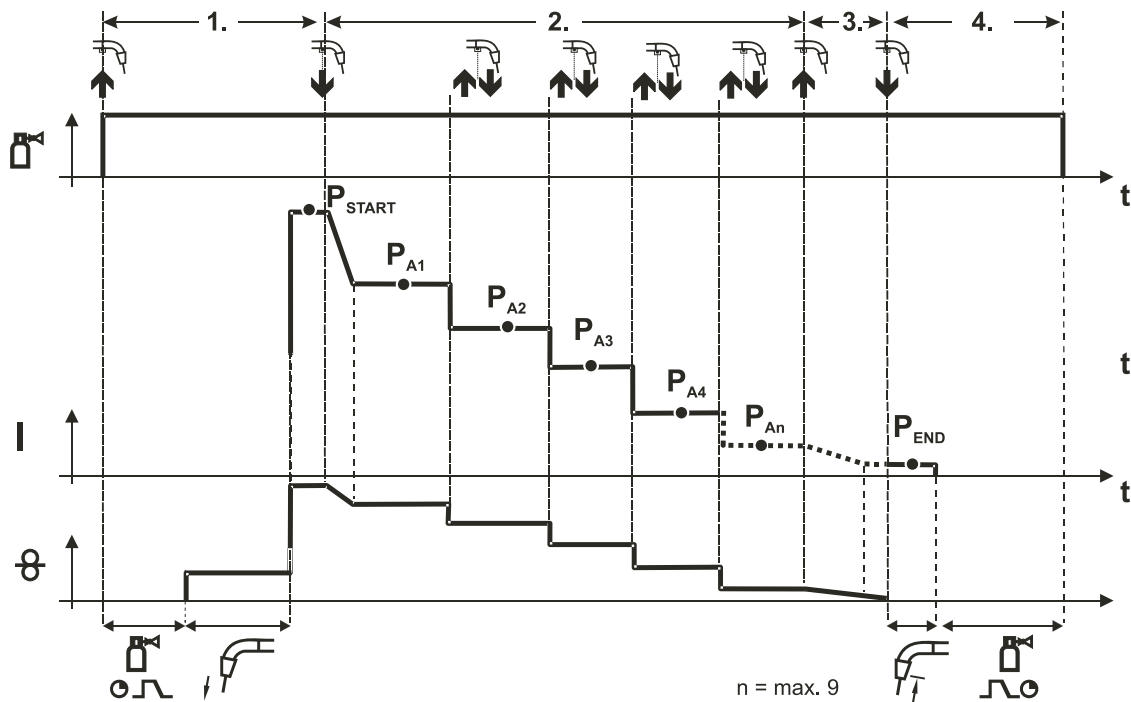 1. 2. 3. 4.
t
PSTART
PA1
PA2
PA3
t
PA4
PAn
PEND
I
t
n = max. 9